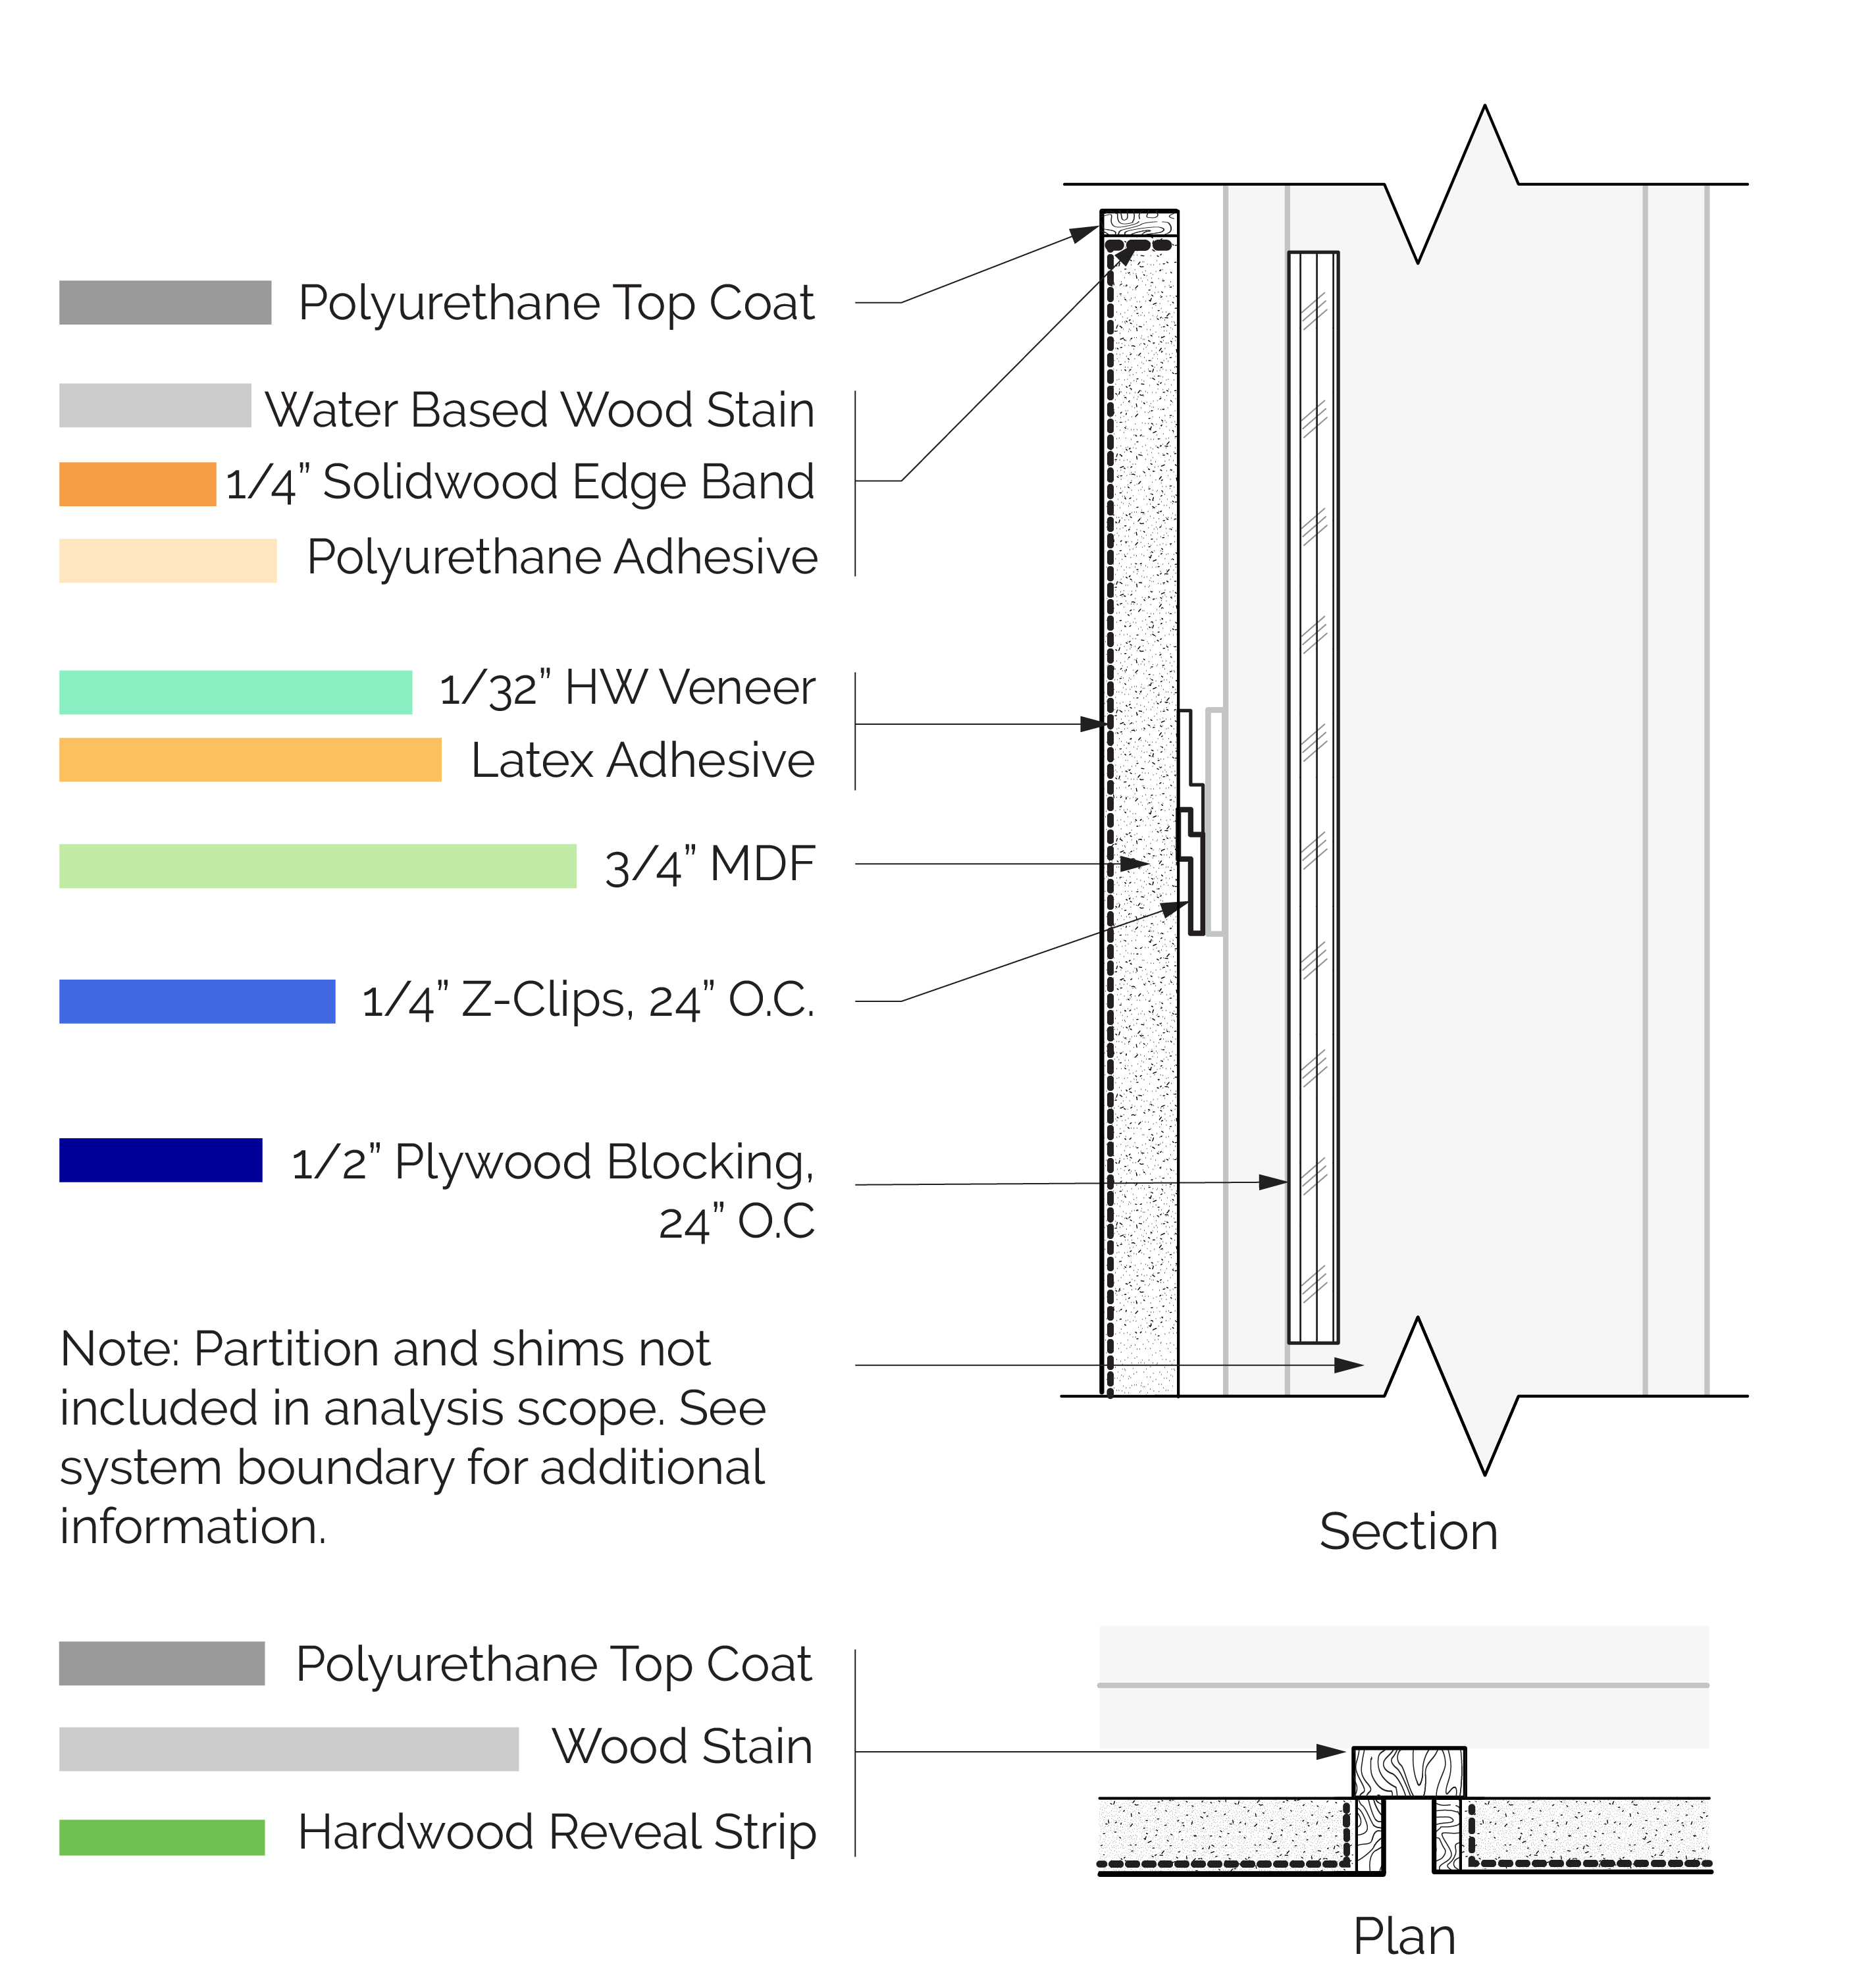 Polyurethane Top Coat
Water Based Wood Stain
1/4” Solidwood Edge Band
Polyurethane Adhesive
1/32” HW Veneer
Latex Adhesive
3/4” MDF
1/4” Z-Clips, 24” O.C.
1/2” Plywood Blocking,
24” O.C
Note: Partition and shims not
included in analysis scope. See
system boundary for additional
information.
Section
Polyurethane Top Coat
Wood Stain
Hardwood Reveal Strip
Plan